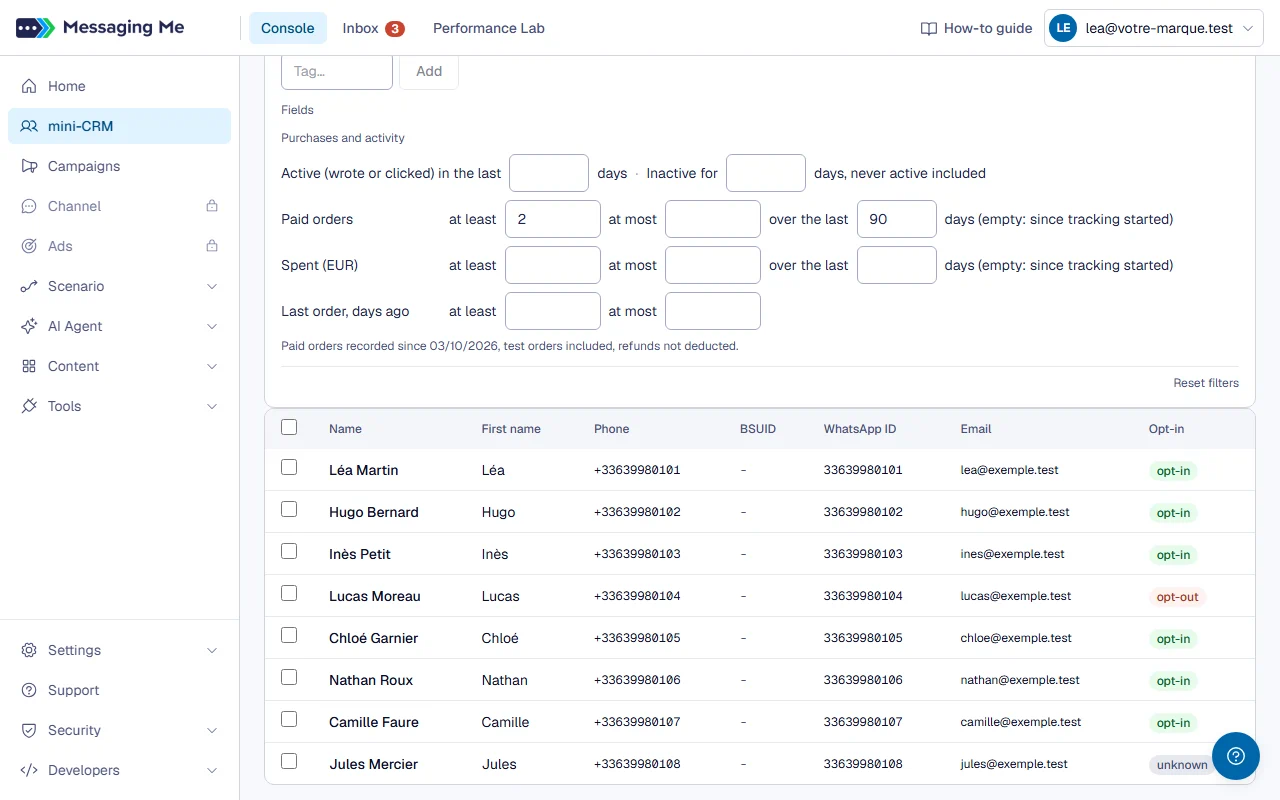 Messaging Me
Console
Inbox 3
Performance Lab
How-to guide
LE lea@votre-marque.test
Home
mini-CRM
Campaigns
Channel
Ads
Scenario
AI Agent
Content
Tools
Settings
Support
Security
Developers
Tag... Add
Fields
Purchases and activity
Active (wrote or clicked) in the last days · Inactive for days, never active included
Paid orders at least 2 at most over the last 90 days (empty: since tracking started)
Spent (EUR) at least at most over the last days (empty: since tracking started)
Last order, days ago at least at most
Paid orders recorded since 03/10/2026, test orders included, refunds not deducted.
Reset filters
Name First name Phone BSUID WhatsApp ID Email Opt-in
Léa Martin Léa +33639980101 - 33639980101 lea@exemple.test opt-in
Hugo Bernard Hugo +33639980102 - 33639980102 hugo@exemple.test opt-in
Inès Petit Inès +33639980103 - 33639980103 ines@exemple.test opt-in
Lucas Moreau Lucas +33639980104 - 33639980104 lucas@exemple.test opt-out
Chloé Garnier Chloé +33639980105 - 33639980105 chloe@exemple.test opt-in
Nathan Roux Nathan +33639980106 - 33639980106 nathan@exemple.test opt-in
Camille Faure Camille +33639980107 - 33639980107 camille@exemple.test opt-in
Jules Mercier Jules +33639980108 - 33639980108 jules@exemple.test unknown